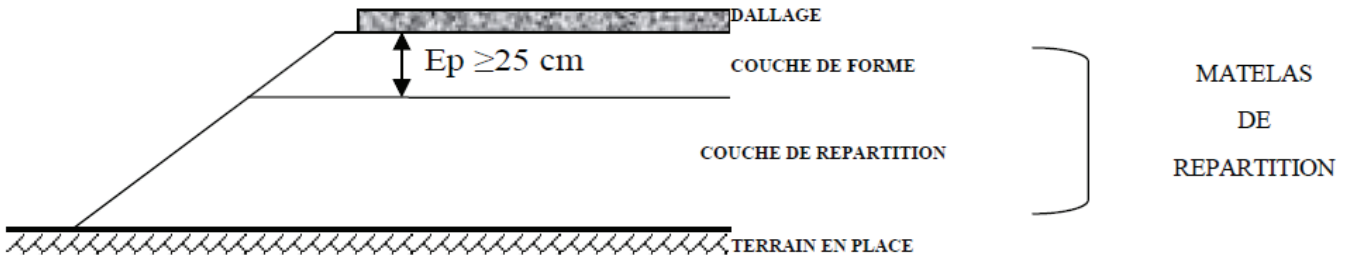 DALLAGE
Ep ≥25 cm
COUCHE DE FORME
MATELAS
DE
REPARTITION
COUCHE DE REPARTITION
TERRAIN EN PLACE